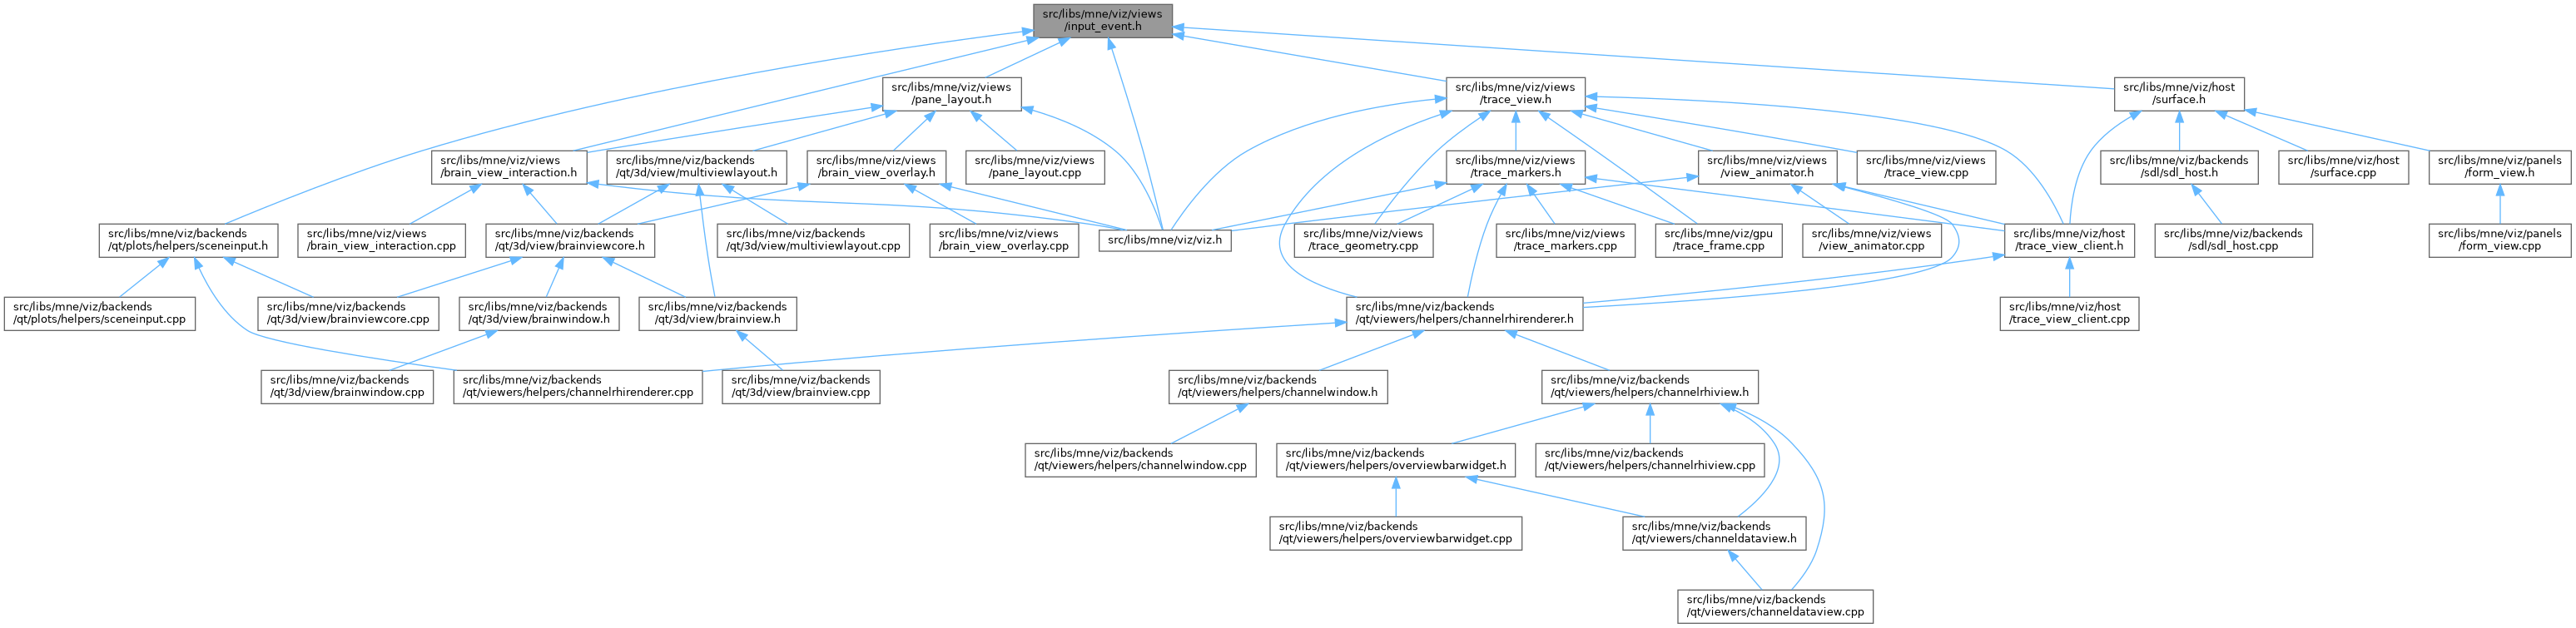 src/libs/mne/viz/views
/input_event.h
src/libs/mne/viz/views
/pane_layout.h
src/libs/mne/viz/views
/trace_view.h
src/libs/mne/viz/host
/surface.h
src/libs/mne/viz/views
/brain_view_interaction.h
src/libs/mne/viz/backends
/qt/3d/view/multiviewlayout.h
src/libs/mne/viz/views
/brain_view_overlay.h
src/libs/mne/viz/views
/pane_layout.cpp
src/libs/mne/viz/views
/trace_markers.h
src/libs/mne/viz/views
/view_animator.h
src/libs/mne/viz/views
/trace_view.cpp
src/libs/mne/viz/backends
/sdl/sdl_host.h
src/libs/mne/viz/host
/surface.cpp
src/libs/mne/viz/panels
/form_view.h
src/libs/mne/viz/backends
/qt/plots/helpers/sceneinput.h
src/libs/mne/viz/views
/brain_view_interaction.cpp
src/libs/mne/viz/backends
/qt/3d/view/brainviewcore.h
src/libs/mne/viz/backends
/qt/3d/view/multiviewlayout.cpp
src/libs/mne/viz/views
/brain_view_overlay.cpp
src/libs/mne/viz/viz.h
src/libs/mne/viz/views
/trace_geometry.cpp
src/libs/mne/viz/views
/trace_markers.cpp
src/libs/mne/viz/gpu
/trace_frame.cpp
src/libs/mne/viz/views
/view_animator.cpp
src/libs/mne/viz/host
/trace_view_client.h
src/libs/mne/viz/backends
/sdl/sdl_host.cpp
src/libs/mne/viz/panels
/form_view.cpp
src/libs/mne/viz/backends
/qt/plots/helpers/sceneinput.cpp
src/libs/mne/viz/backends
/qt/3d/view/brainviewcore.cpp
src/libs/mne/viz/backends
/qt/3d/view/brainwindow.h
src/libs/mne/viz/backends
/qt/3d/view/brainview.h
src/libs/mne/viz/backends
/qt/viewers/helpers/channelrhirenderer.h
src/libs/mne/viz/host
/trace_view_client.cpp
src/libs/mne/viz/backends
/qt/3d/view/brainwindow.cpp
src/libs/mne/viz/backends
/qt/viewers/helpers/channelrhirenderer.cpp
src/libs/mne/viz/backends
/qt/3d/view/brainview.cpp
src/libs/mne/viz/backends
/qt/viewers/helpers/channelwindow.h
src/libs/mne/viz/backends
/qt/viewers/helpers/channelrhiview.h
src/libs/mne/viz/backends
/qt/viewers/helpers/channelwindow.cpp
src/libs/mne/viz/backends
/qt/viewers/helpers/overviewbarwidget.h
src/libs/mne/viz/backends
/qt/viewers/helpers/channelrhiview.cpp
src/libs/mne/viz/backends
/qt/viewers/helpers/overviewbarwidget.cpp
src/libs/mne/viz/backends
/qt/viewers/channeldataview.h
src/libs/mne/viz/backends
/qt/viewers/channeldataview.cpp